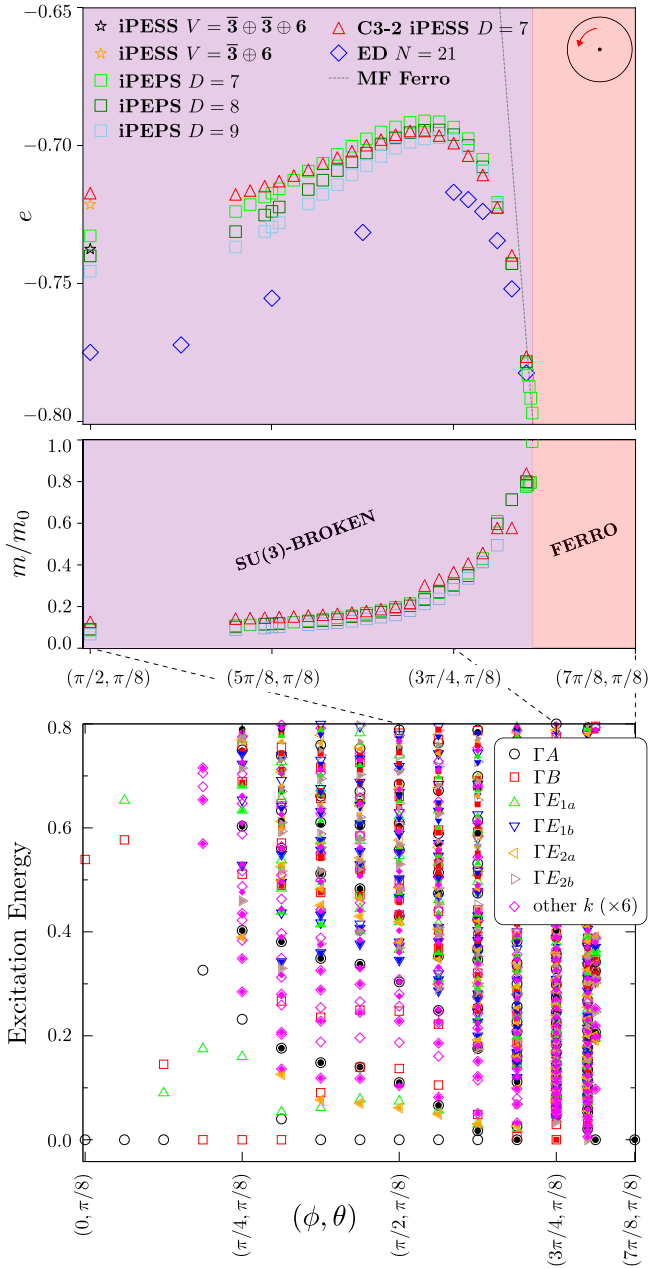 −0.65
−0.70
−0.75
−0.80
e
iPESS V = 3̅ ⊕ 3̅ ⊕ 6
iPESS V = 3̅ ⊕ 6
iPEPS D = 7
iPEPS D = 8
iPEPS D = 9
C3-2 iPESS D = 7
ED N = 21
MF Ferro
1.0
0.8
0.6
0.4
0.2
0.0
m/m₀
SU(3)-BROKEN
FERRO
(π/2, π/8)
(5π/8, π/8)
(3π/4, π/8)
(7π/8, π/8)
0.8
0.6
0.4
0.2
0.0
Excitation Energy
ΓA
ΓB
ΓE₁ₐ
ΓE₁b
ΓE₂ₐ
ΓE₂b
other k (×6)
(0, π/8)
(π/4, π/8)
(ϕ, θ)
(π/2, π/8)
(3π/4, π/8)
(7π/8, π/8)